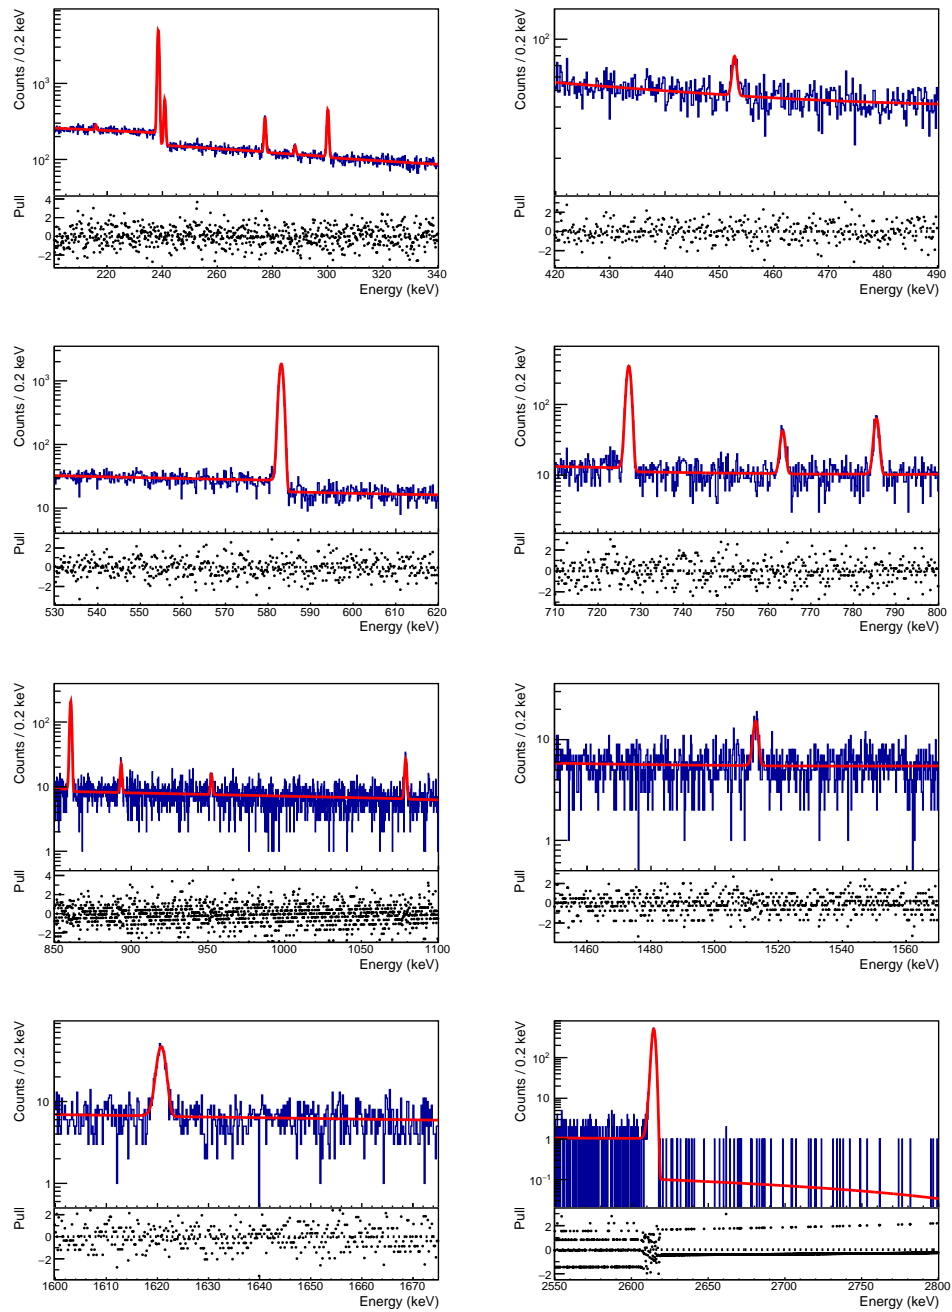 Counts / 0.2 keV
10³
10²
Pull
4
2
0
−2
220 240 260 280 300 320 340
Energy (keV)
Counts / 0.2 keV
10²
10
Pull
2
0
−2
420 430 440 450 460 470 480 490
Energy (keV)
Counts / 0.2 keV
10³
10²
10
Pull
2
0
−2
530 540 550 560 570 580 590 600 610 620
Energy (keV)
Counts / 0.2 keV
10²
10
Pull
2
0
−2
710 720 730 740 750 760 770 780 790 800
Energy (keV)
Counts / 0.2 keV
10²
10
1
Pull
4
2
0
−2
850 900 950 1000 1050 1100
Energy (keV)
Counts / 0.2 keV
10
1
Pull
2
0
−2
1460 1480 1500 1520 1540 1560
Energy (keV)
Counts / 0.2 keV
10
1
Pull
2
0
−2
1600 1610 1620 1630 1640 1650 1660 1670
Energy (keV)
Counts / 0.2 keV
10²
10
1
10⁻¹
Pull
2
0
−2
2550 2600 2650 2700 2750 2800
Energy (keV)